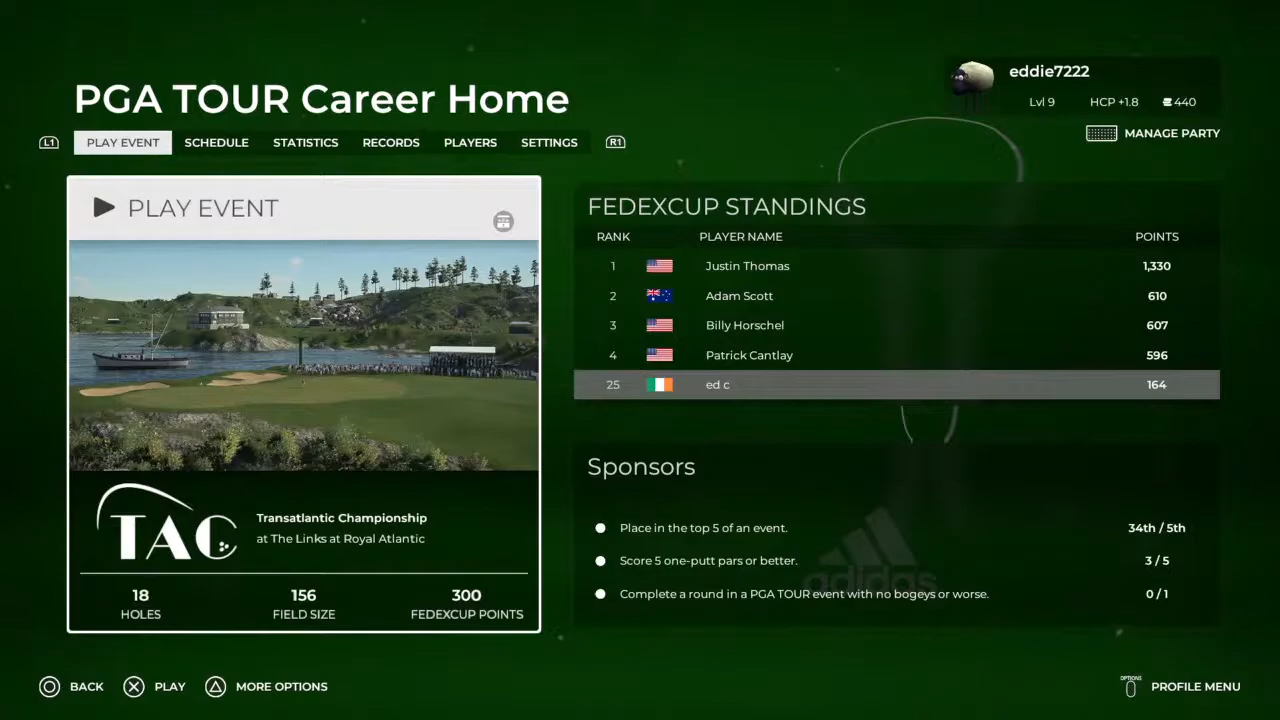 PGA TOUR Career Home
eddie7222
Lvl 9 HCP +1.8 440
MANAGE PARTY
L1 PLAY EVENT SCHEDULE STATISTICS RECORDS PLAYERS SETTINGS R1
PLAY EVENT
TAC
Transatlantic Championship
at The Links at Royal Atlantic
18 156 300
HOLES FIELD SIZE FEDEXCUP POINTS
FEDEXCUP STANDINGS
RANK PLAYER NAME POINTS
1 Justin Thomas 1,330
2 Adam Scott 610
3 Billy Horschel 607
4 Patrick Cantlay 596
25 ed c 164
Sponsors
Place in the top 5 of an event. 34th / 5th
Score 5 one-putt pars or better. 3 / 5
Complete a round in a PGA TOUR event with no bogeys or worse. 0 / 1
adidas
BACK PLAY MORE OPTIONS
OPTIONS PROFILE MENU